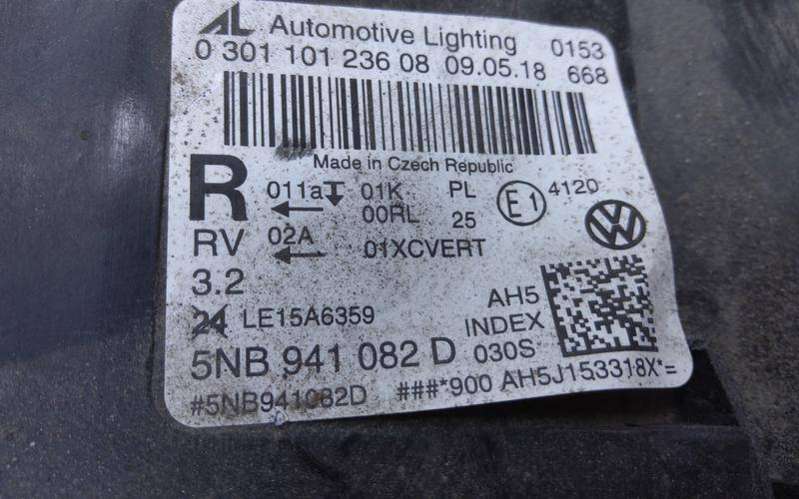 AL Automotive Lighting 0153
0 301 101 236 08 09.05.18 668
Made in Czech Republic
R 011a 01K PL E1 4120
00RL 25
RV 02A 01XCVERT
3.2
24 LE15A6359 AH5
INDEX
5NB 941 082 D 030S
#5NB941082D ###*900 AH5J153318X*=